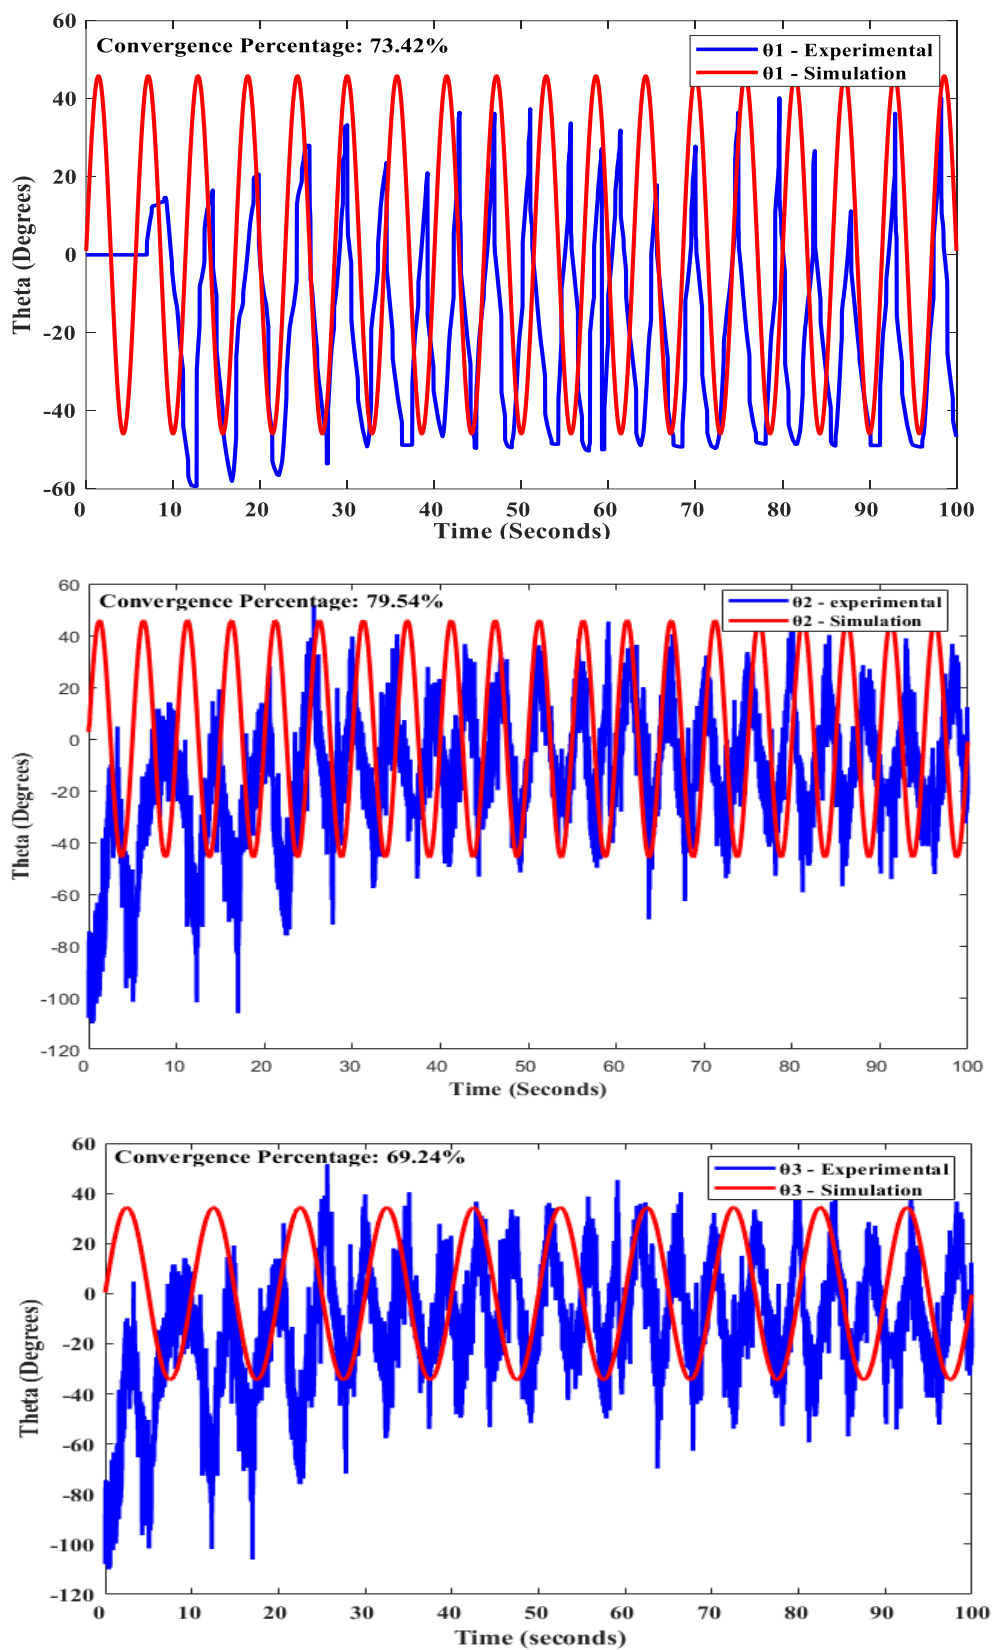 60
Convergence Percentage: 73.42%
θ1 - Experimental
θ1 - Simulation
40
20
0
-20
-40
-60
Theta (Degrees)
0 10 20 30 40 50 60 70 80 90 100
Time (Seconds)
60
Convergence Percentage: 79.54%
θ2 - experimental
θ2 - Simulation
40
20
0
-20
-40
-60
-80
-100
-120
Theta (Degrees)
0 10 20 30 40 50 60 70 80 90 100
Time (Seconds)
60
Convergence Percentage: 69.24%
θ3 - Experimental
θ3 - Simulation
40
20
0
-20
-40
-60
-80
-100
-120
Theta (Degrees)
0 10 20 30 40 50 60 70 80 90 100
Time (seconds)